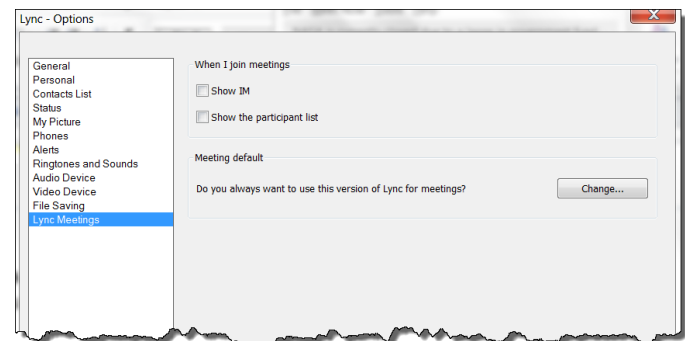 Lync - Options
General
Personal
Contacts List
Status
My Picture
Phones
Alerts
Ringtones and Sounds
Audio Device
Video Device
File Saving
Lync Meetings
When I join meetings
Show IM
Show the participant list
Meeting default
Do you always want to use this version of Lync for meetings?
Change...